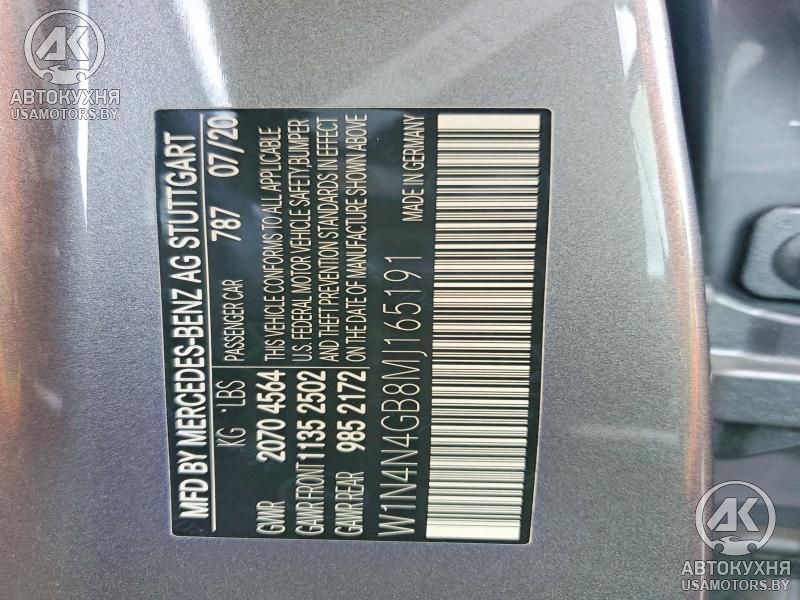 АК
АВТОКУХНЯ
USAMOTORS.BY
MFD BY MERCEDES-BENZ AG STUTTGART
KG LBS PASSENGER CAR 787 07/20
GVWR 2070 4564 THIS VEHICLE CONFORMS TO ALL APPLICABLE
GAWR FRONT 1135 2502 U.S. FEDERAL MOTOR VEHICLE SAFETY,BUMPER
AND THEFT PREVENTION STANDARDS IN EFFECT
GAWR REAR 985 2172 ON THE DATE OF MANUFACTURE SHOWN ABOVE
W1N4N4GB8MJ165191 MADE IN GERMANY
АК
АВТОКУХНЯ
USAMOTORS.BY